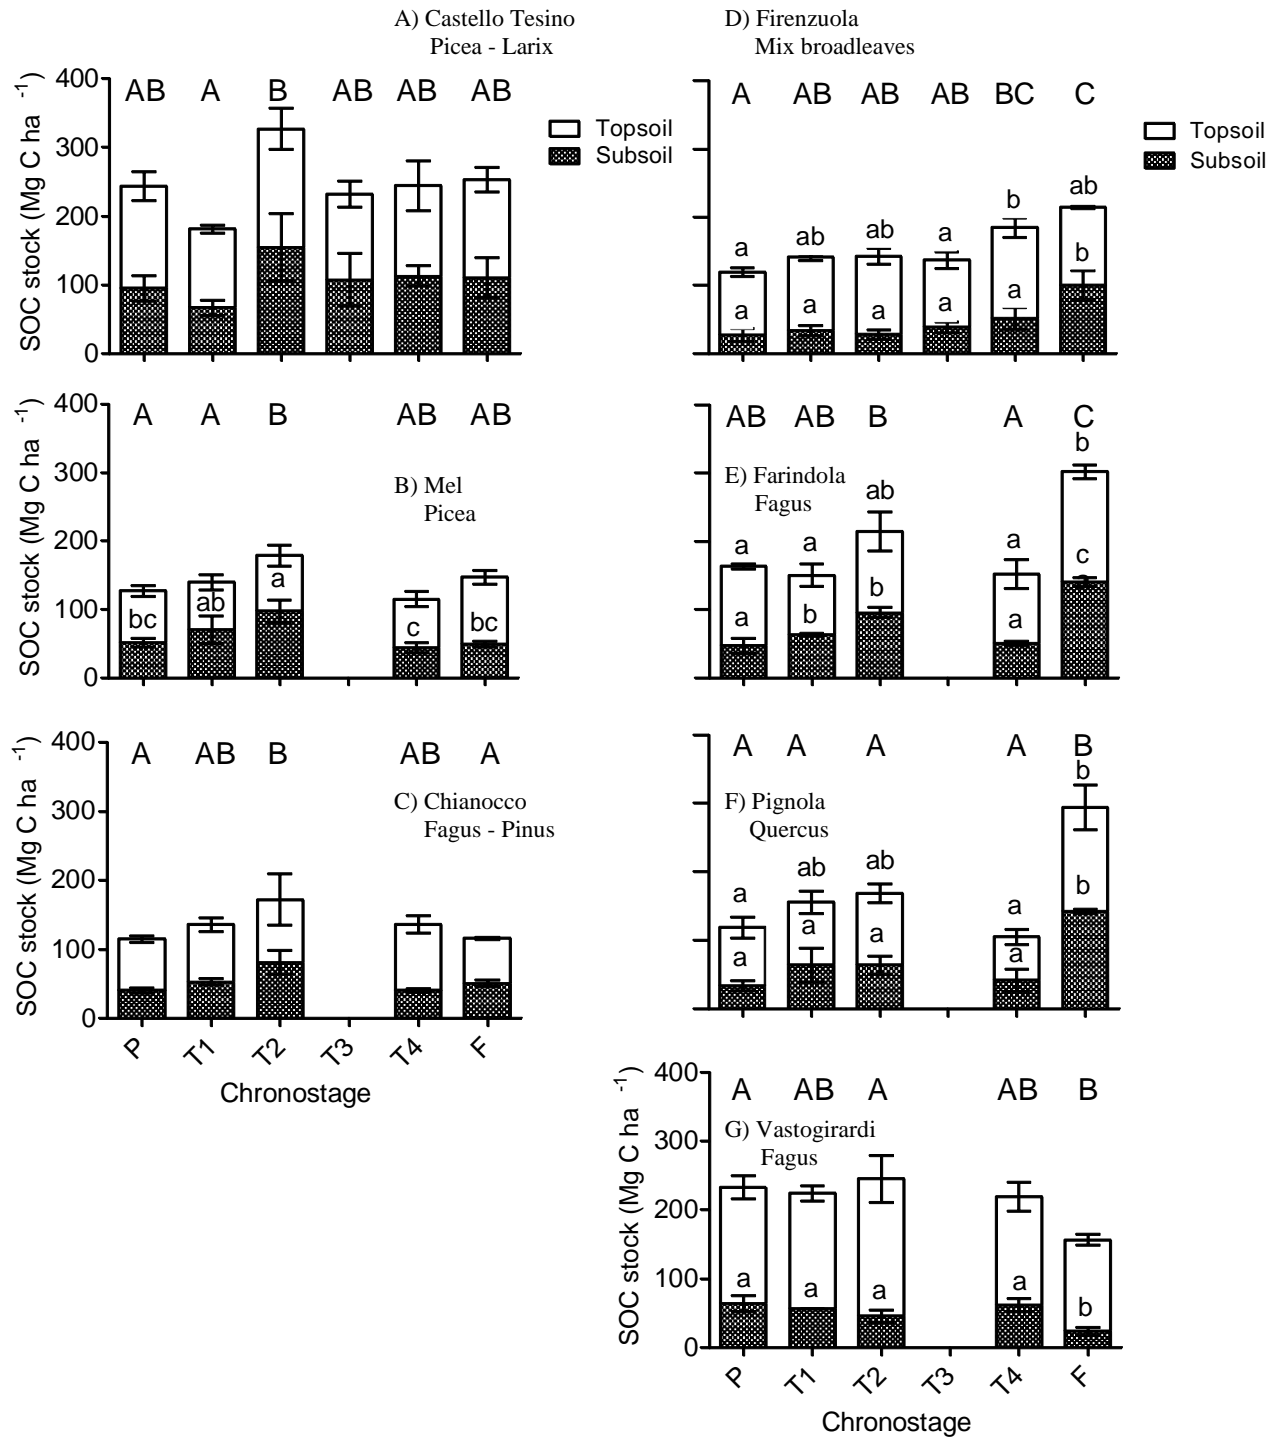 A) Castello Tesino
Picea - Larix
SOC stock (Mg C ha -1)
400
300
200
100
0
AB A B AB AB AB
Topsoil
Subsoil
D) Firenzuola
Mix broadleaves
A AB AB AB BC C
a ab ab a b ab
a a a a a b
Topsoil
Subsoil
SOC stock (Mg C ha -1)
400
300
200
100
0
A A B AB AB
B) Mel
Picea
bc ab a c bc
AB AB B A C
E) Farindola
Fagus
a a ab a b
a b b a c
SOC stock (Mg C ha -1)
400
300
200
100
0
A AB B AB A
C) Chianocco
Fagus - Pinus
P T1 T2 T3 T4 F
Chronostage
A A A A B
F) Pignola
Quercus
a ab ab a b
a a a a b
SOC stock (Mg C ha -1)
400
300
200
100
0
A AB A AB B
G) Vastogirardi
Fagus
a a a a b
P T1 T2 T3 T4 F
Chronostage